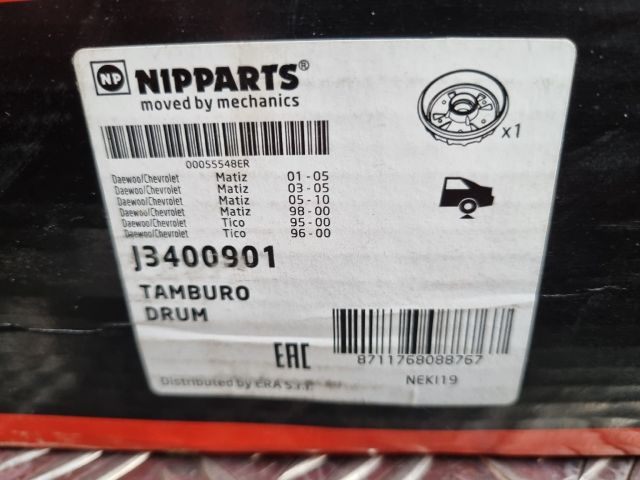 NP NIPPARTS®
moved by mechanics
x1
00055548ER
Daewoo/Chevrolet Matiz 01-05
Daewoo/Chevrolet Matiz 03-05
Daewoo/Chevrolet Matiz 05-10
Daewoo/Chevrolet Matiz 98-00
Daewoo/Chevrolet Tico 95-00
Daewoo/Chevrolet Tico 96-00
J3400901
TAMBURO
DRUM
EAC
8711768088767
Distributed by ERA S.r.l.
NEKI19